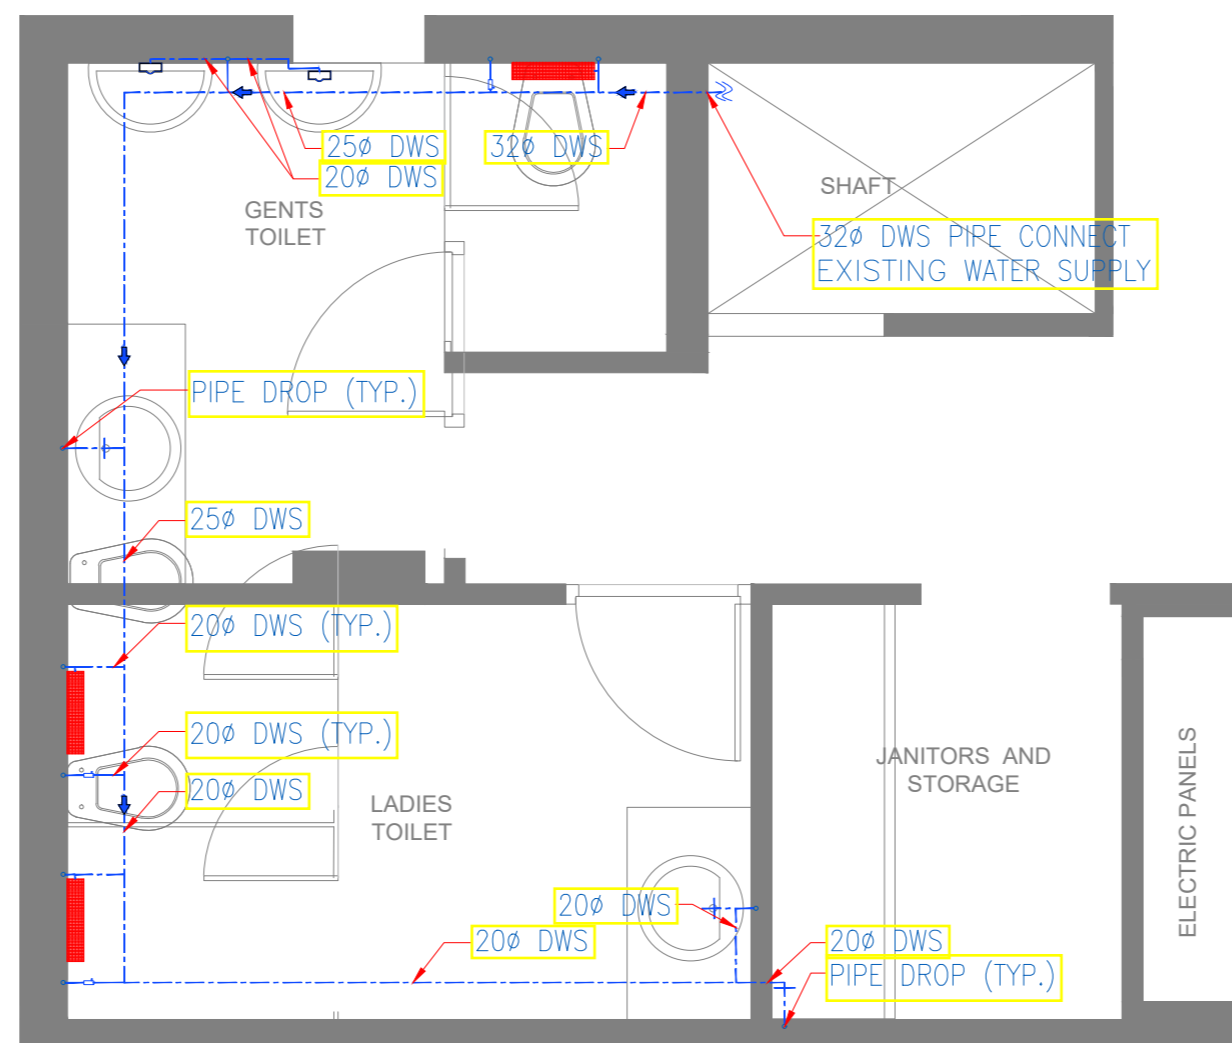 25ø DWS
32ø DWS
20ø DWS
SHAFT
GENTS
TOILET
32ø DWS PIPE CONNECT
EXISTING WATER SUPPLY
PIPE DROP (TYP.)
25ø DWS
20ø DWS (TYP.)
20ø DWS (TYP.)
20ø DWS
LADIES
TOILET
JANITORS AND
STORAGE
ELECTRIC PANELS
20ø DWS
20ø DWS
20ø DWS
PIPE DROP (TYP.)